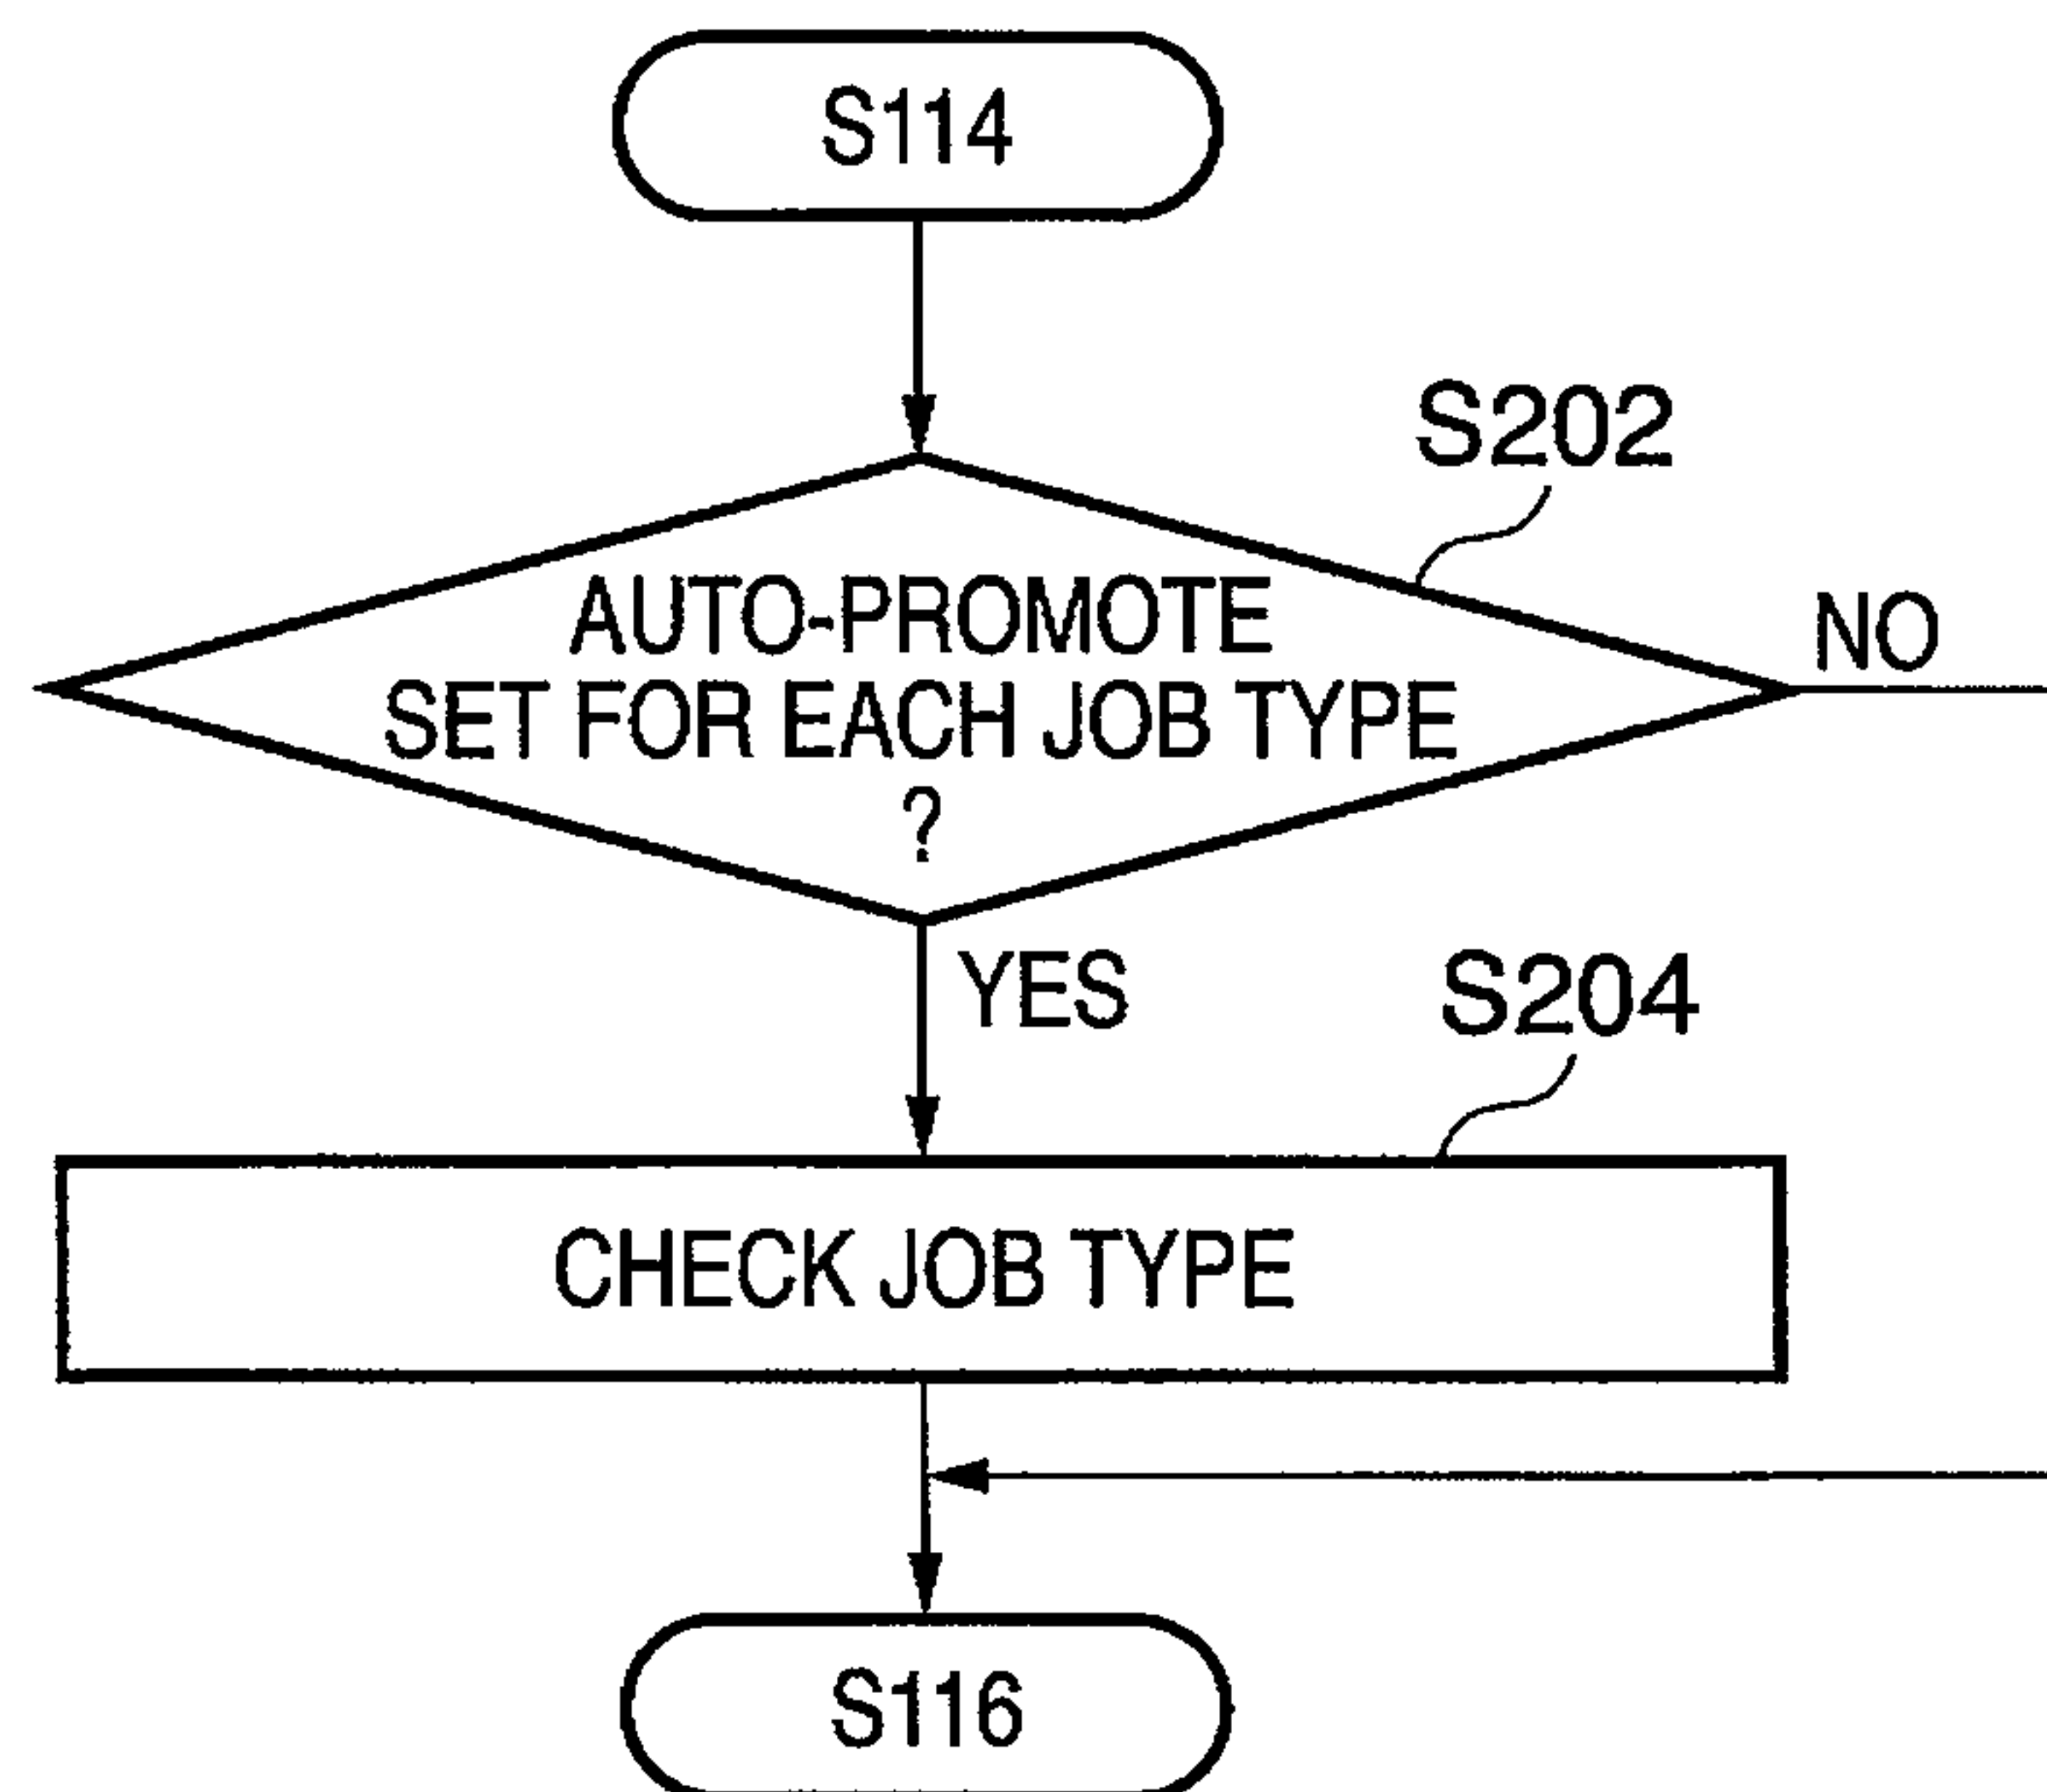 S114
S202
AUTO-PROMOTE
SET FOR EACH JOB TYPE
?
NO
YES
S204
CHECK JOB TYPE
S116